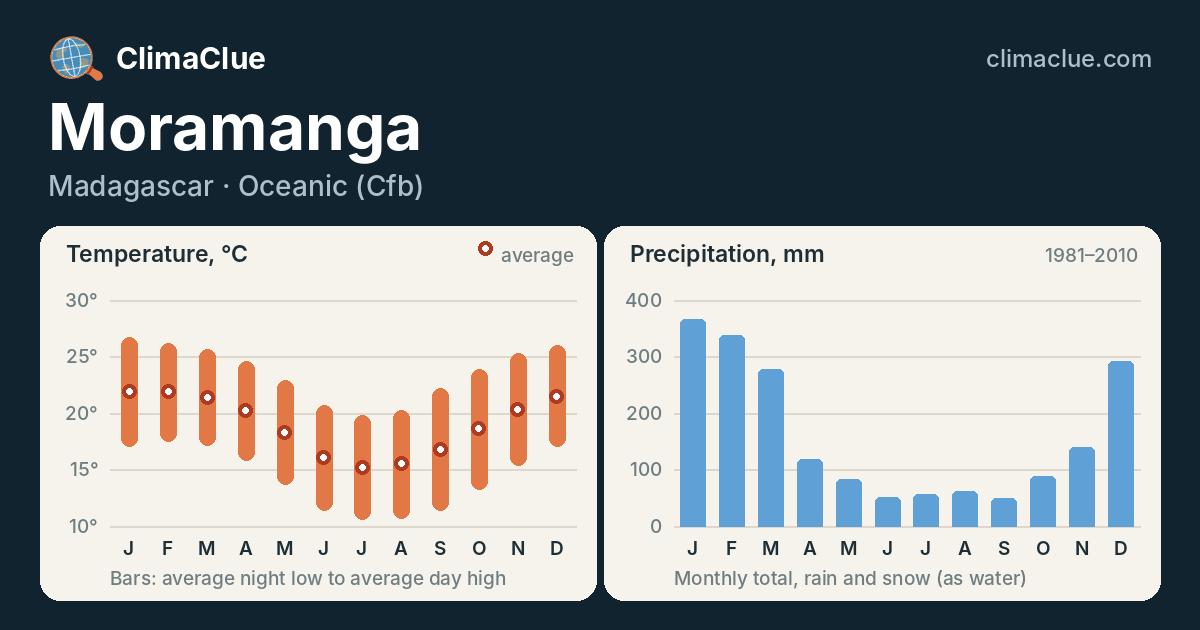 ClimaClue
climaclue.com
Moramanga
Madagascar · Oceanic (Cfb)
Temperature, °C
average
30°
25°
20°
15°
10°
J F M A M J J A S O N D
Bars: average night low to average day high
Precipitation, mm
1981–2010
400
300
200
100
0
J F M A M J J A S O N D
Monthly total, rain and snow (as water)